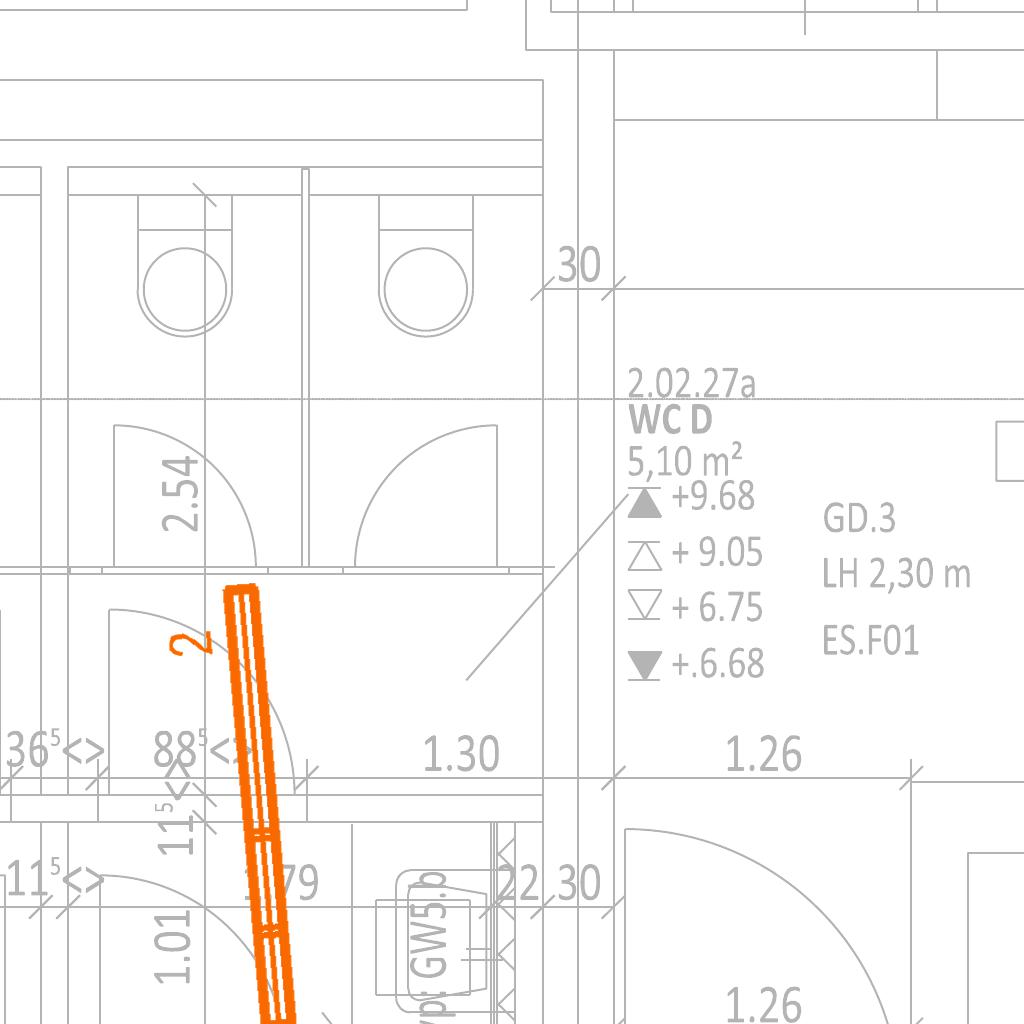 30
2.02.27a
WC D
5,10 m²
+9.68
+ 9.05
+ 6.75
+.6.68
GD.3
LH 2,30 m
ES.F01
2.54
2
36⁵<>
88⁵<>
1.30
1.26
11⁵<>
11⁵<>
79
22
30
1.01
GW5.b
1.26